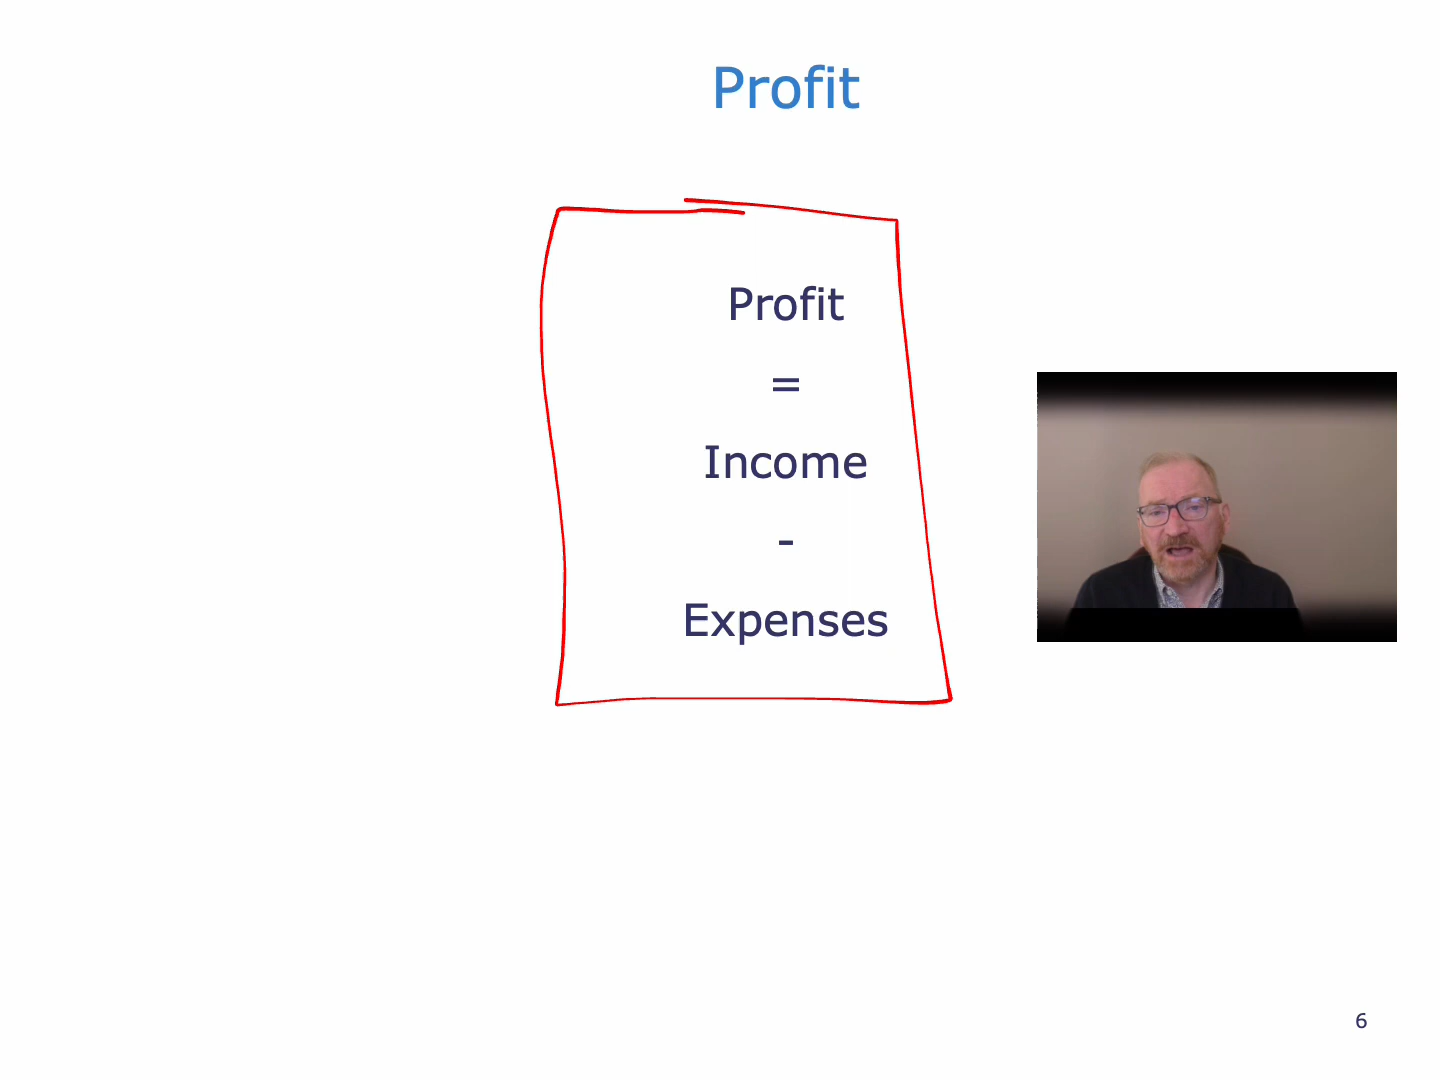 Profit
Profit
=
Income
-
Expenses
6